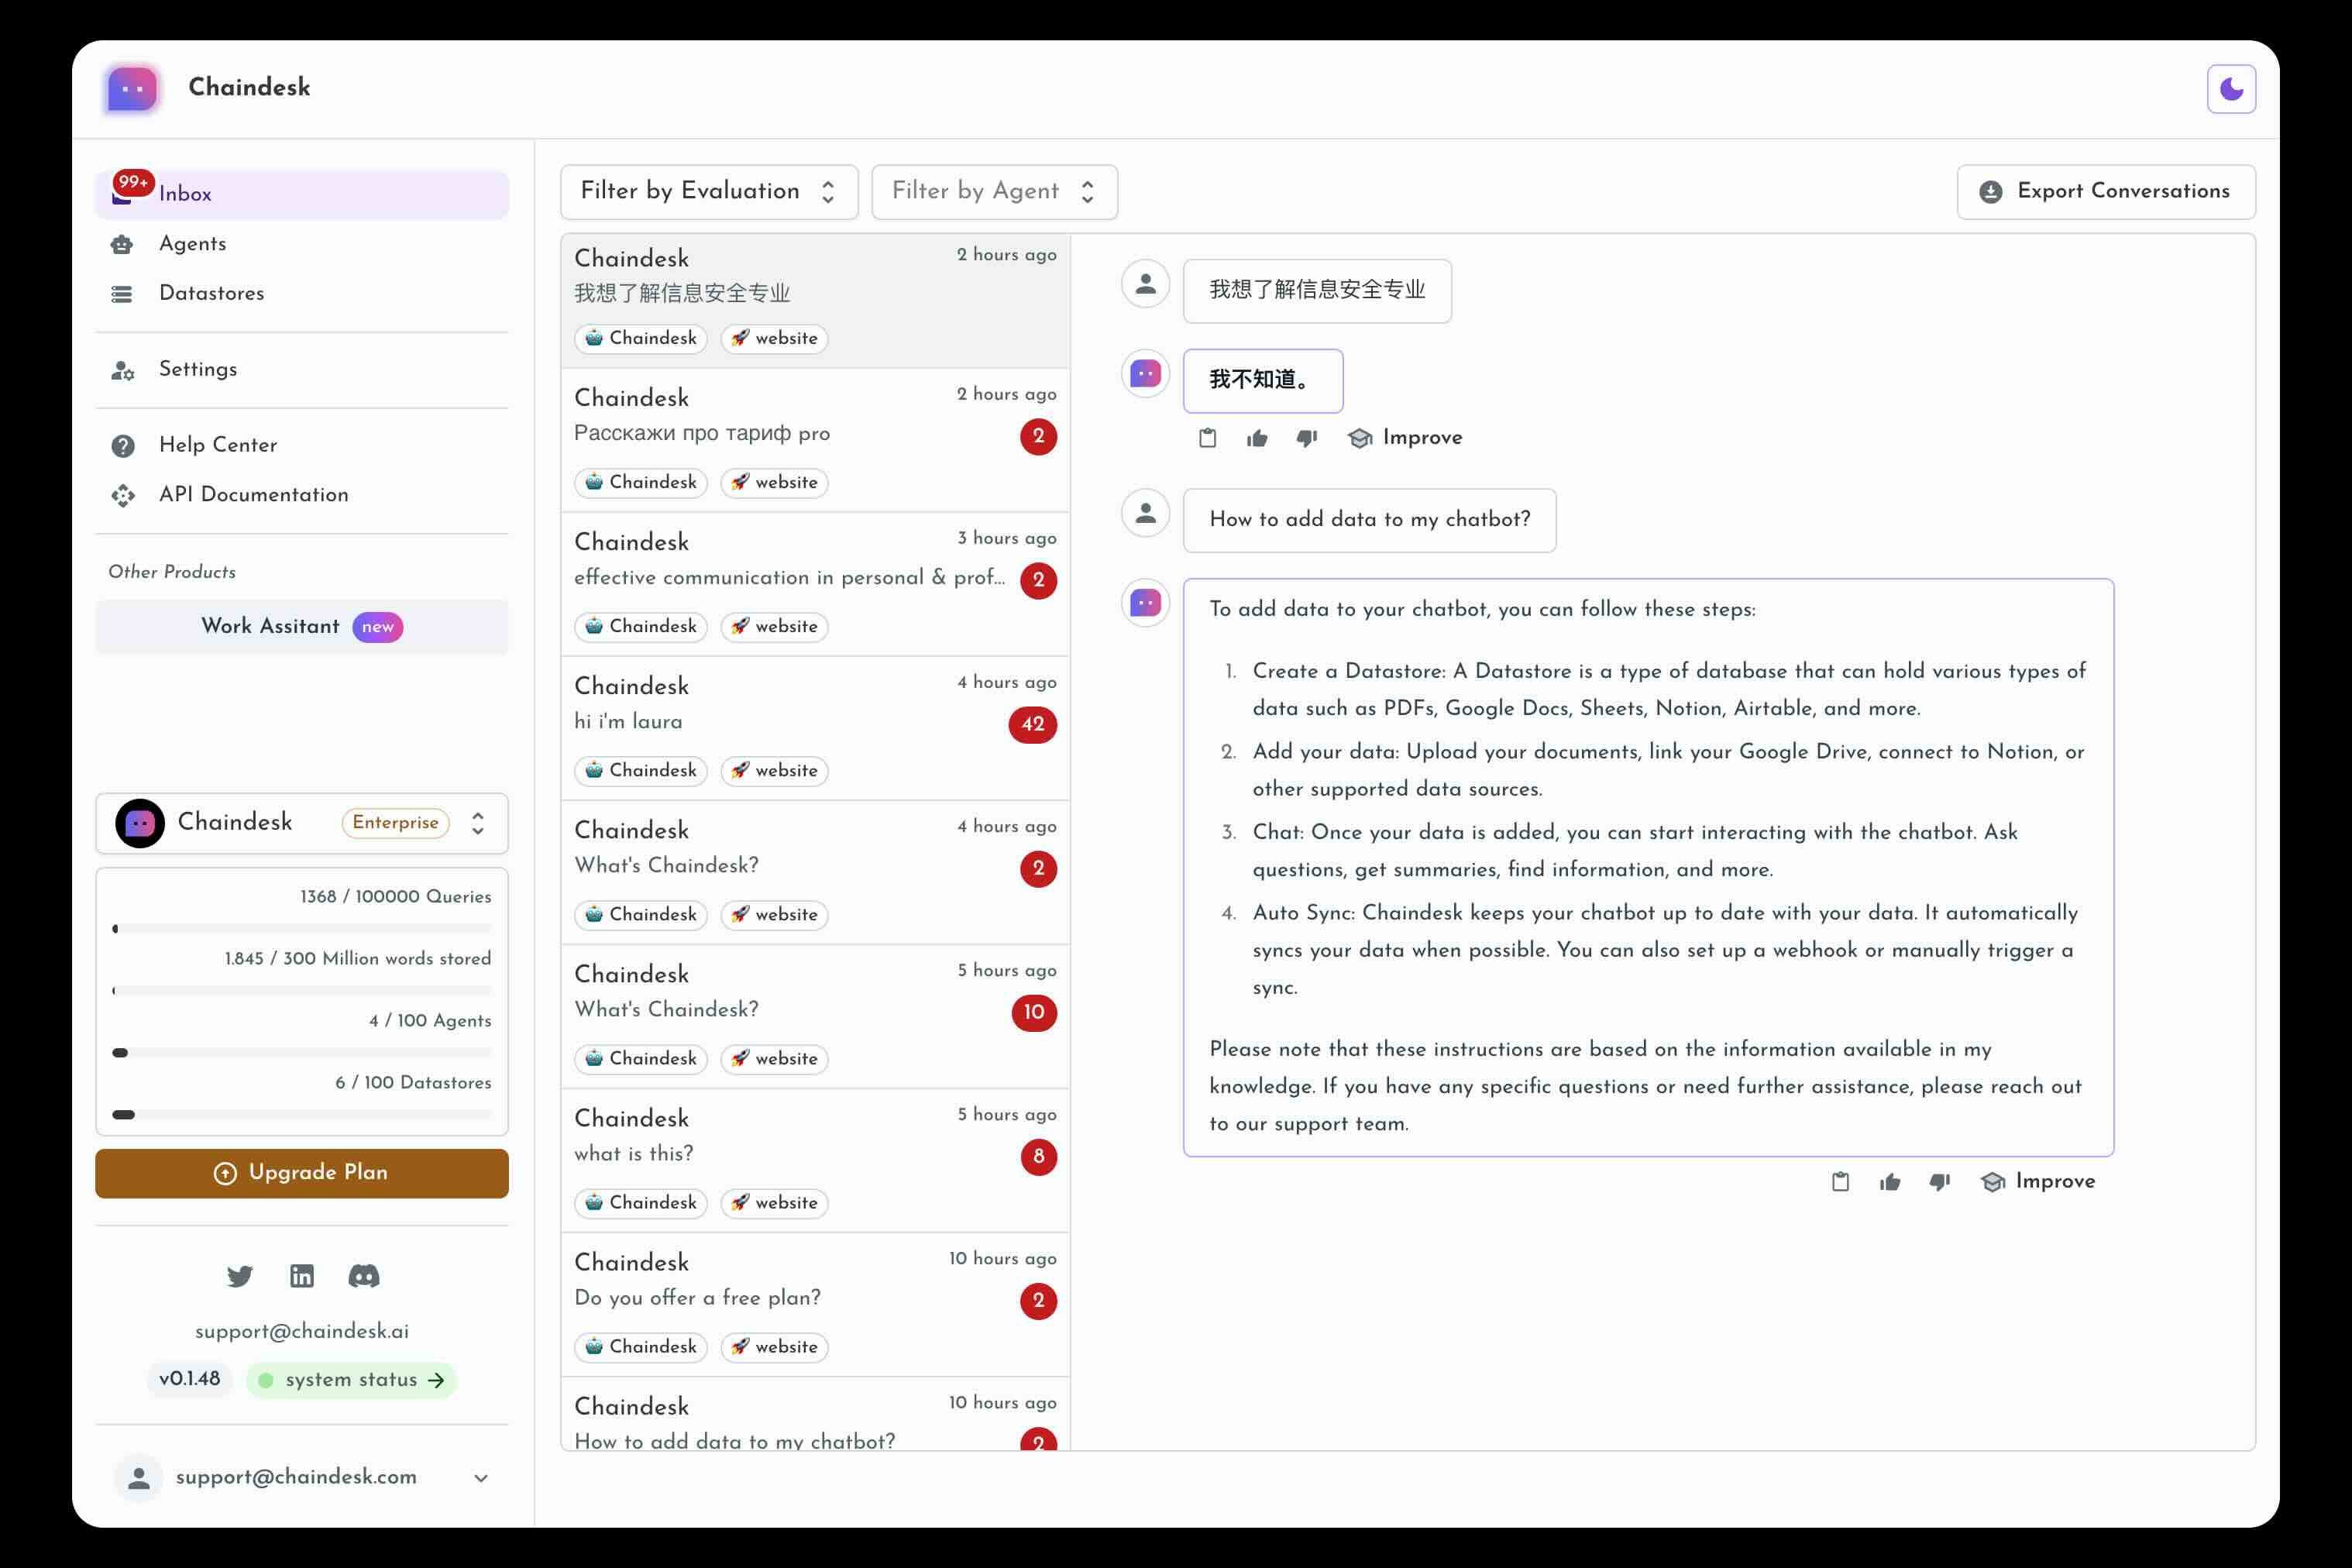 Chaindesk
99+
Inbox
Agents
Datastores
Settings
Help Center
API Documentation
Other Products
Work Assitant new
Chaindesk Enterprise
1368 / 100000 Queries
1.845 / 300 Million words stored
4 / 100 Agents
6 / 100 Datastores
Upgrade Plan
support@chaindesk.ai
v0.1.48 system status →
support@chaindesk.com
Filter by Evaluation Filter by Agent Export Conversations
Chaindesk 2 hours ago
我想了解信息安全专业
Chaindesk website
Chaindesk 2 hours ago
Расскажи про тариф pro 2
Chaindesk website
Chaindesk 3 hours ago
effective communication in personal & prof... 2
Chaindesk website
Chaindesk 4 hours ago
hi i'm laura 42
Chaindesk website
Chaindesk 4 hours ago
What's Chaindesk? 2
Chaindesk website
Chaindesk 5 hours ago
What's Chaindesk? 10
Chaindesk website
Chaindesk 5 hours ago
what is this? 8
Chaindesk website
Chaindesk 10 hours ago
Do you offer a free plan? 2
Chaindesk website
Chaindesk 10 hours ago
How to add data to my chatbot? 2
我想了解信息安全专业
我不知道。
Improve
How to add data to my chatbot?
To add data to your chatbot, you can follow these steps:
1. Create a Datastore: A Datastore is a type of database that can hold various types of
data such as PDFs, Google Docs, Sheets, Notion, Airtable, and more.
2. Add your data: Upload your documents, link your Google Drive, connect to Notion, or
other supported data sources.
3. Chat: Once your data is added, you can start interacting with the chatbot. Ask
questions, get summaries, find information, and more.
4. Auto Sync: Chaindesk keeps your chatbot up to date with your data. It automatically
syncs your data when possible. You can also set up a webhook or manually trigger a
sync.
Please note that these instructions are based on the information available in my
knowledge. If you have any specific questions or need further assistance, please reach out
to our support team.
Improve